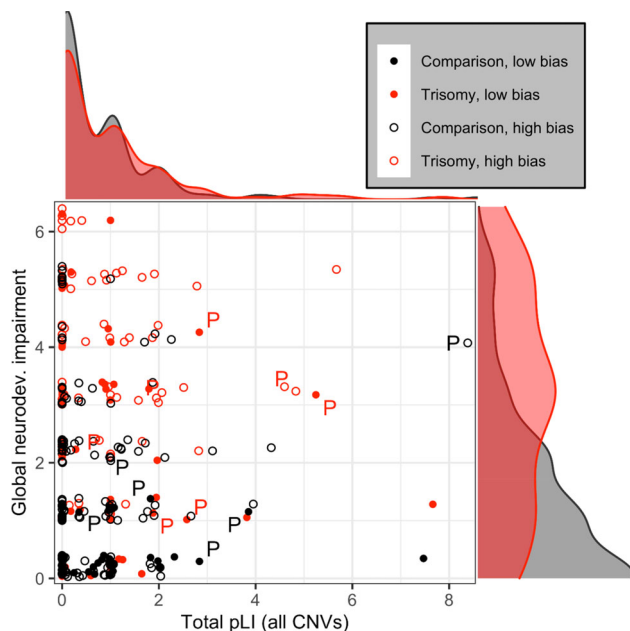 Comparison, low bias
Trisomy, low bias
Comparison, high bias
Trisomy, high bias
Global neurodev. impairment
6
4
2
0
P
P
P
P
P
P
P
P
P
P
P
P
0 2 4 6 8
Total pLI (all CNVs)